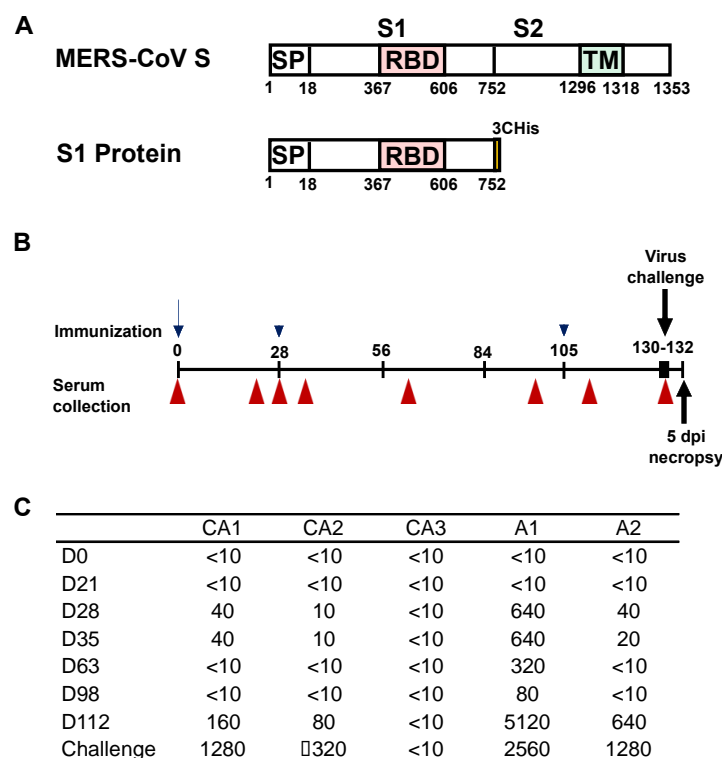 A
S1 S2
MERS-CoV S
SP RBD TM
1 18 367 606 752 1296 1318 1353
3CHis
S1 Protein
SP RBD
1 18 367 606 752
B
Virus
challenge
Immunization
0 28 56 84 105 130-132
Serum
collection
5 dpi
necropsy
C
CA1 CA2 CA3 A1 A2
D0 <10 <10 <10 <10 <10
D21 <10 <10 <10 <10 <10
D28 40 10 <10 640 40
D35 40 10 <10 640 20
D63 <10 <10 <10 320 <10
D98 <10 <10 <10 80 <10
D112 160 80 <10 5120 640
Challenge 1280 ▯320 <10 2560 1280